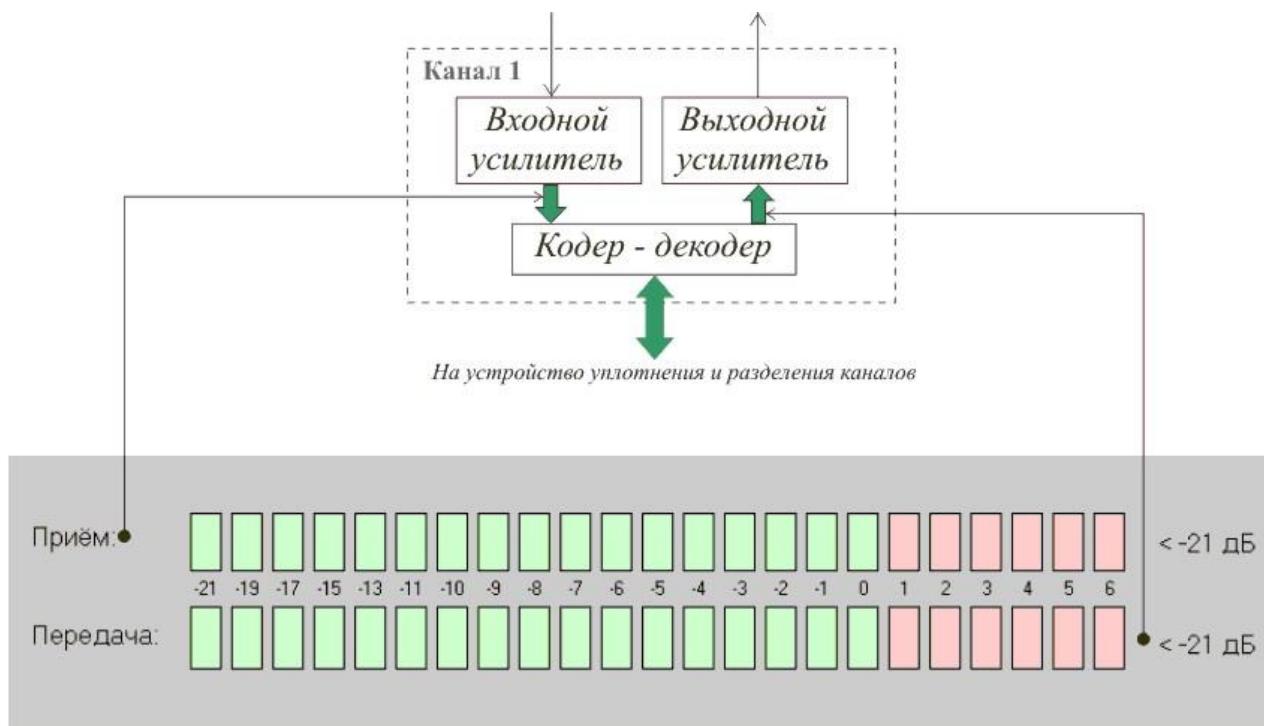 Канал 1
Входной
усилитель
Выходной
усилитель
Кодер - декодер
На устройство уплотнения и разделения каналов
Приём:
< -21 дБ
-21 -19 -17 -15 -13 -11 -10 -9 -8 -7 -6 -5 -4 -3 -2 -1 0 1 2 3 4 5 6
Передача:
< -21 дБ